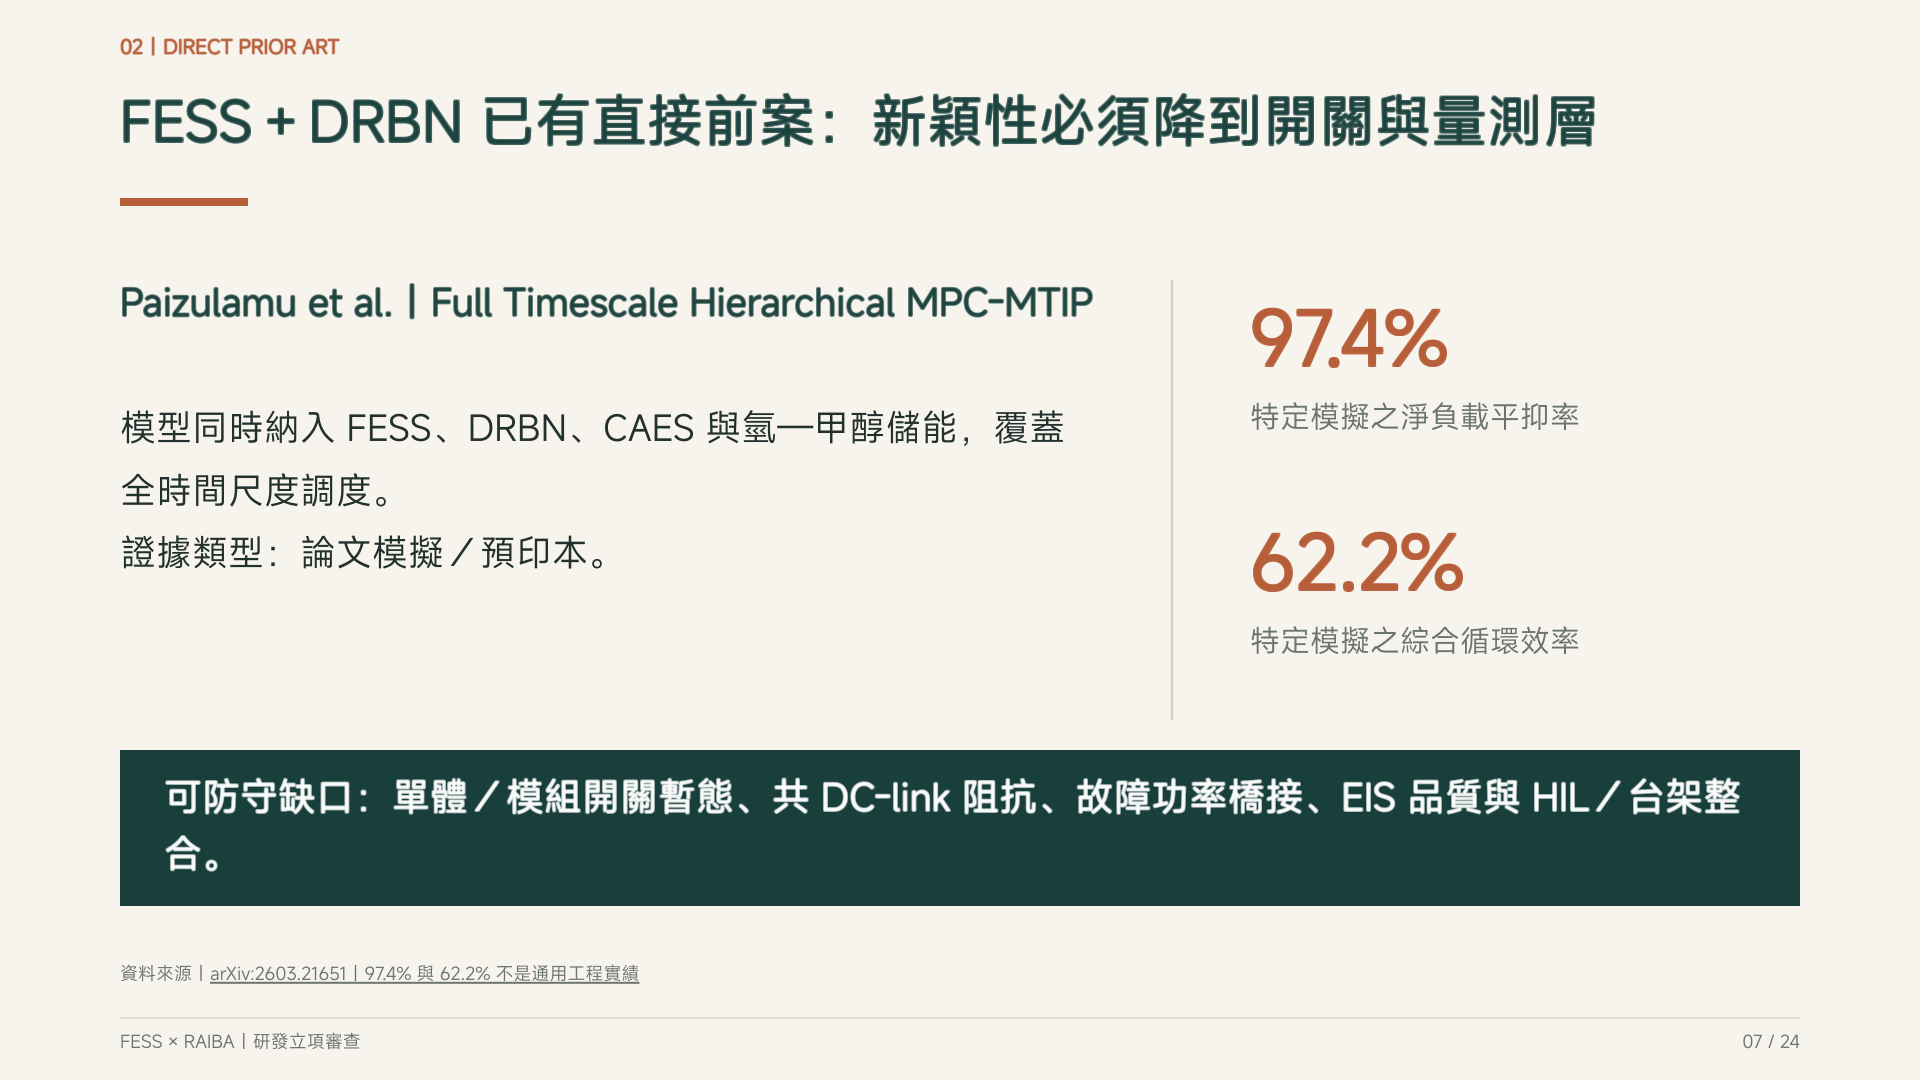 02 | DIRECT PRIOR ART
FESS + DRBN 已有直接前案：新穎性必須降到開關與量測層
Paizulamu et al. | Full Timescale Hierarchical MPC-MTIP
模型同時納入 FESS、DRBN、CAES 與氫—甲醇儲能，覆蓋
全時間尺度調度。
證據類型：論文模擬／預印本。
97.4%
特定模擬之淨負載平抑率
62.2%
特定模擬之綜合循環效率
可防守缺口：單體／模組開關暫態、共 DC-link 阻抗、故障功率橋接、EIS 品質與 HIL／台架整
合。
資料來源 | arXiv:2603.21651 | 97.4% 與 62.2% 不是通用工程實績
FESS × RAIBA | 研發立項審查
07 / 24